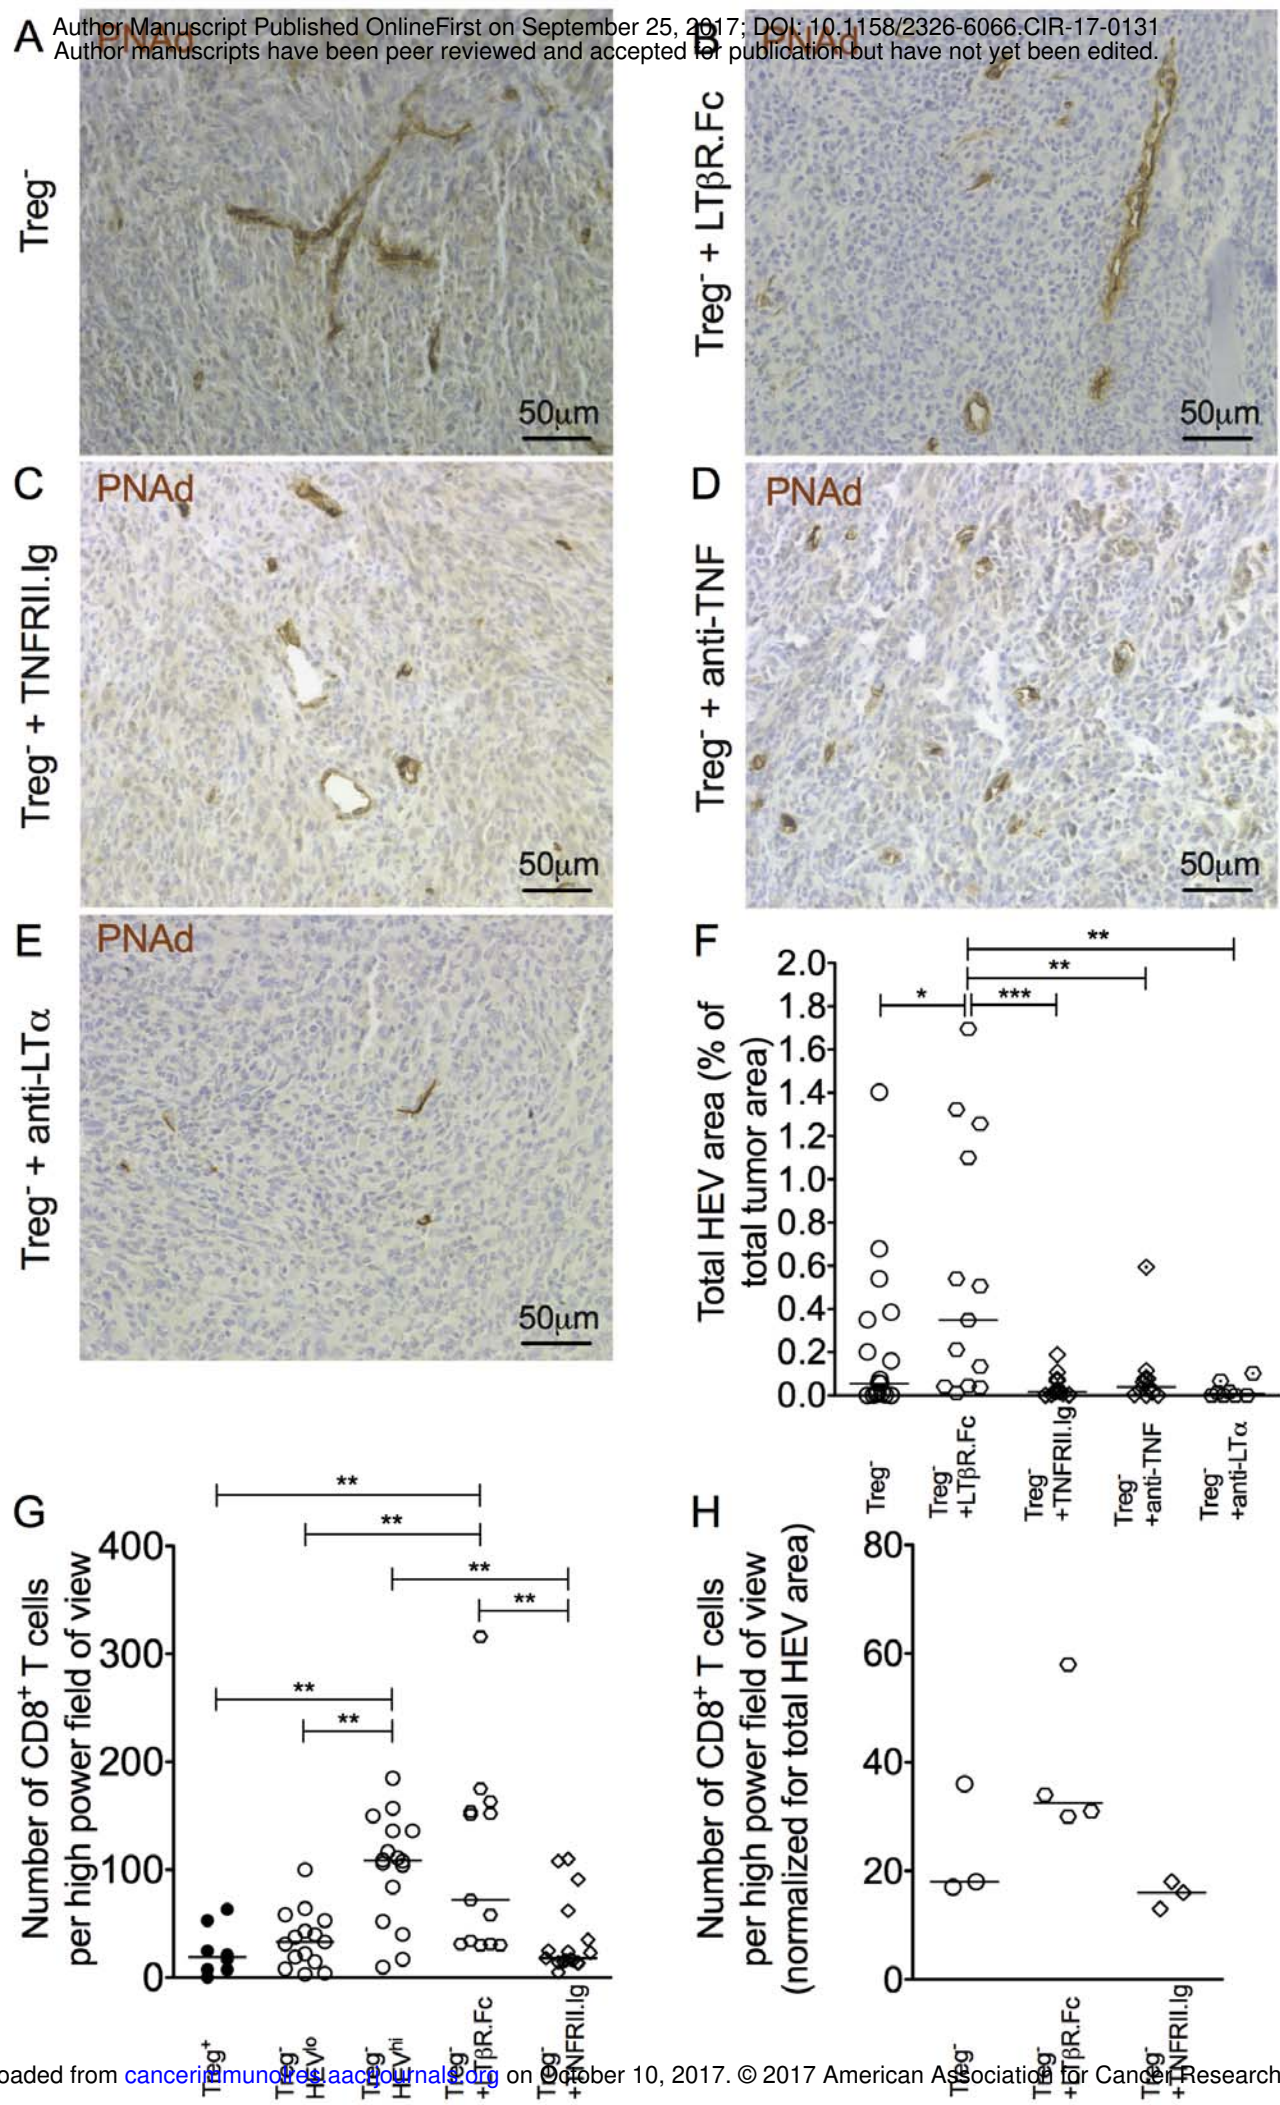 Author Manuscript Published OnlineFirst on September 25, 2017; DOI: 10.1158/2326-6066.CIR-17-0131
Author manuscripts have been peer reviewed and accepted for publication but have not yet been edited.
A
PNAd
Treg⁻
50μm
B
PNAd
Treg⁻ + LTβR.Fc
50μm
C
PNAd
Treg⁻ + TNFRII.Ig
50μm
D
PNAd
Treg⁻ + anti-TNF
50μm
E
PNAd
Treg⁻ + anti-LTα
50μm
F
Total HEV area (% of
total tumor area)
2.0
1.8
1.6
1.4
1.2
1.0
0.8
0.6
0.4
0.2
0.0
**
**
*
***
Treg⁻
Treg⁻
+LTβR.Fc
Treg⁻
+TNFRII.Ig
Treg⁻
+anti-TNF
Treg⁻
+anti-LTα
G
Number of CD8⁺ T cells
per high power field of view
400
300
200
100
0
**
**
**
**
**
**
Treg⁺
Treg⁻
HEVˡᵒ
Treg⁻
HEVʰⁱ
Treg⁻
+LTβR.Fc
Treg⁻
+TNFRII.Ig
H
Number of CD8⁺ T cells
per high power field of view
(normalized for total HEV area)
80
60
40
20
0
Treg⁻
Treg⁻
+LTβR.Fc
Treg⁻
+TNFRII.Ig
oaded from cancerimmunolres.aacrjournals.org on October 10, 2017. © 2017 American Association for Cancer Research